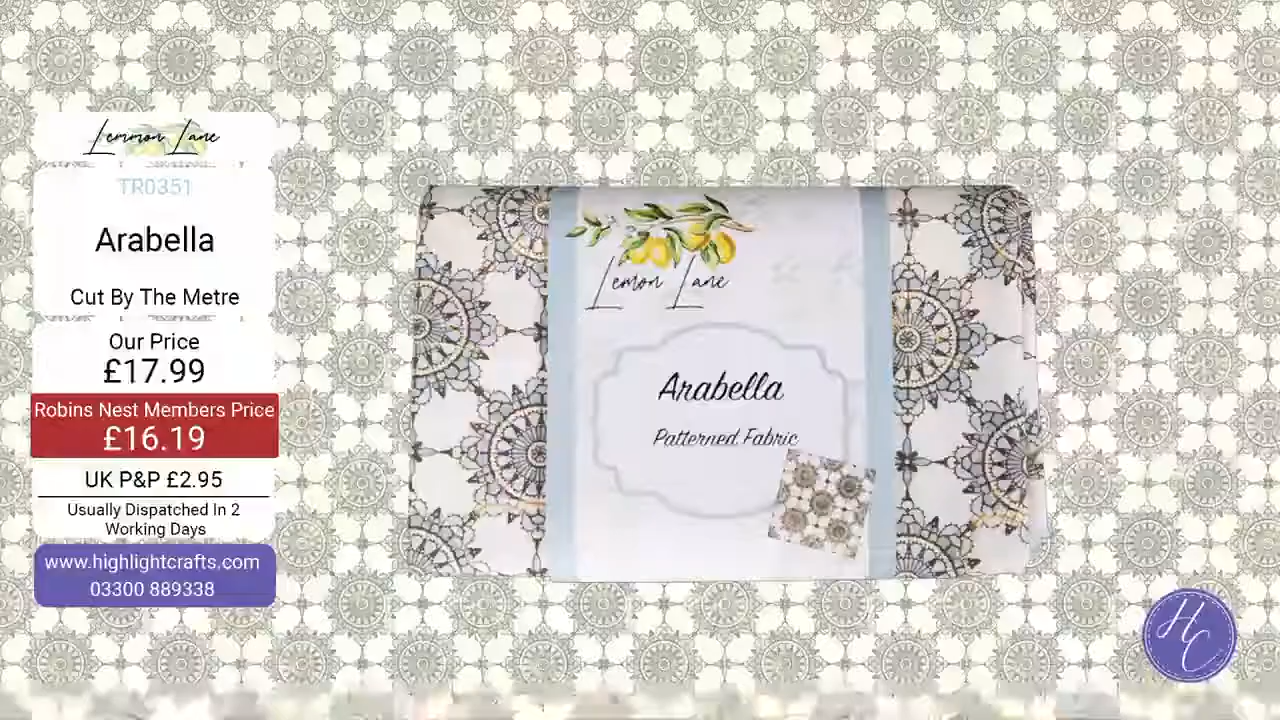 Lemmon Lane
TR0351
Arabella
Cut By The Metre
Our Price
£17.99
Robins Nest Members Price
£16.19
UK P&P £2.95
Usually Dispatched In 2
Working Days
www.highlightcrafts.com
03300 889338
Lemon Lane
Arabella
Patterned Fabric
HC